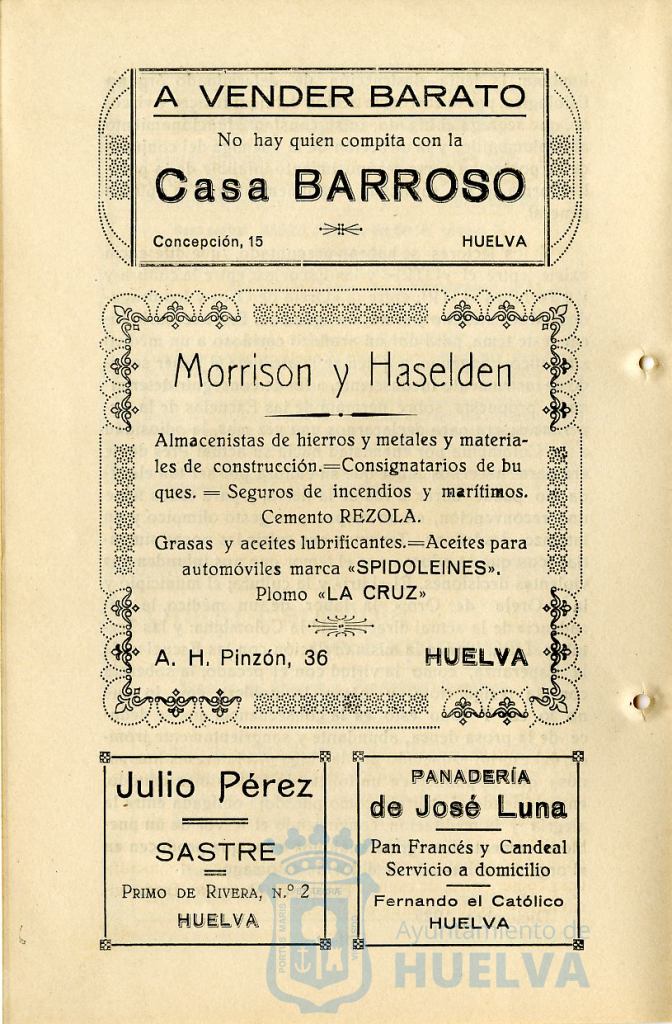 A VENDER BARATO
No hay quien compita con la
Casa BARROSO
Concepción, 15 HUELVA
Morrison y Haselden
Almacenistas de hierros y metales y materia-
les de construcción.=Consignatarios de bu
ques. = Seguros de incendios y marítimos.
Cemento REZOLA.
Grasas y aceites lubrificantes.=Aceites para
automóviles marca «SPIDOLEINES».
Plomo «LA CRUZ»
A. H. Pinzón, 36 HUELVA
Julio Pérez
SASTRE
PRIMO DE RIVERA, N.º 2
HUELVA
PANADERÍA
de José Luna
Pan Francés y Candeal
Servicio a domicilio
Fernando el Católico
HUELVA
PORTUS MARIS
Ayuntamiento de
HUELVA